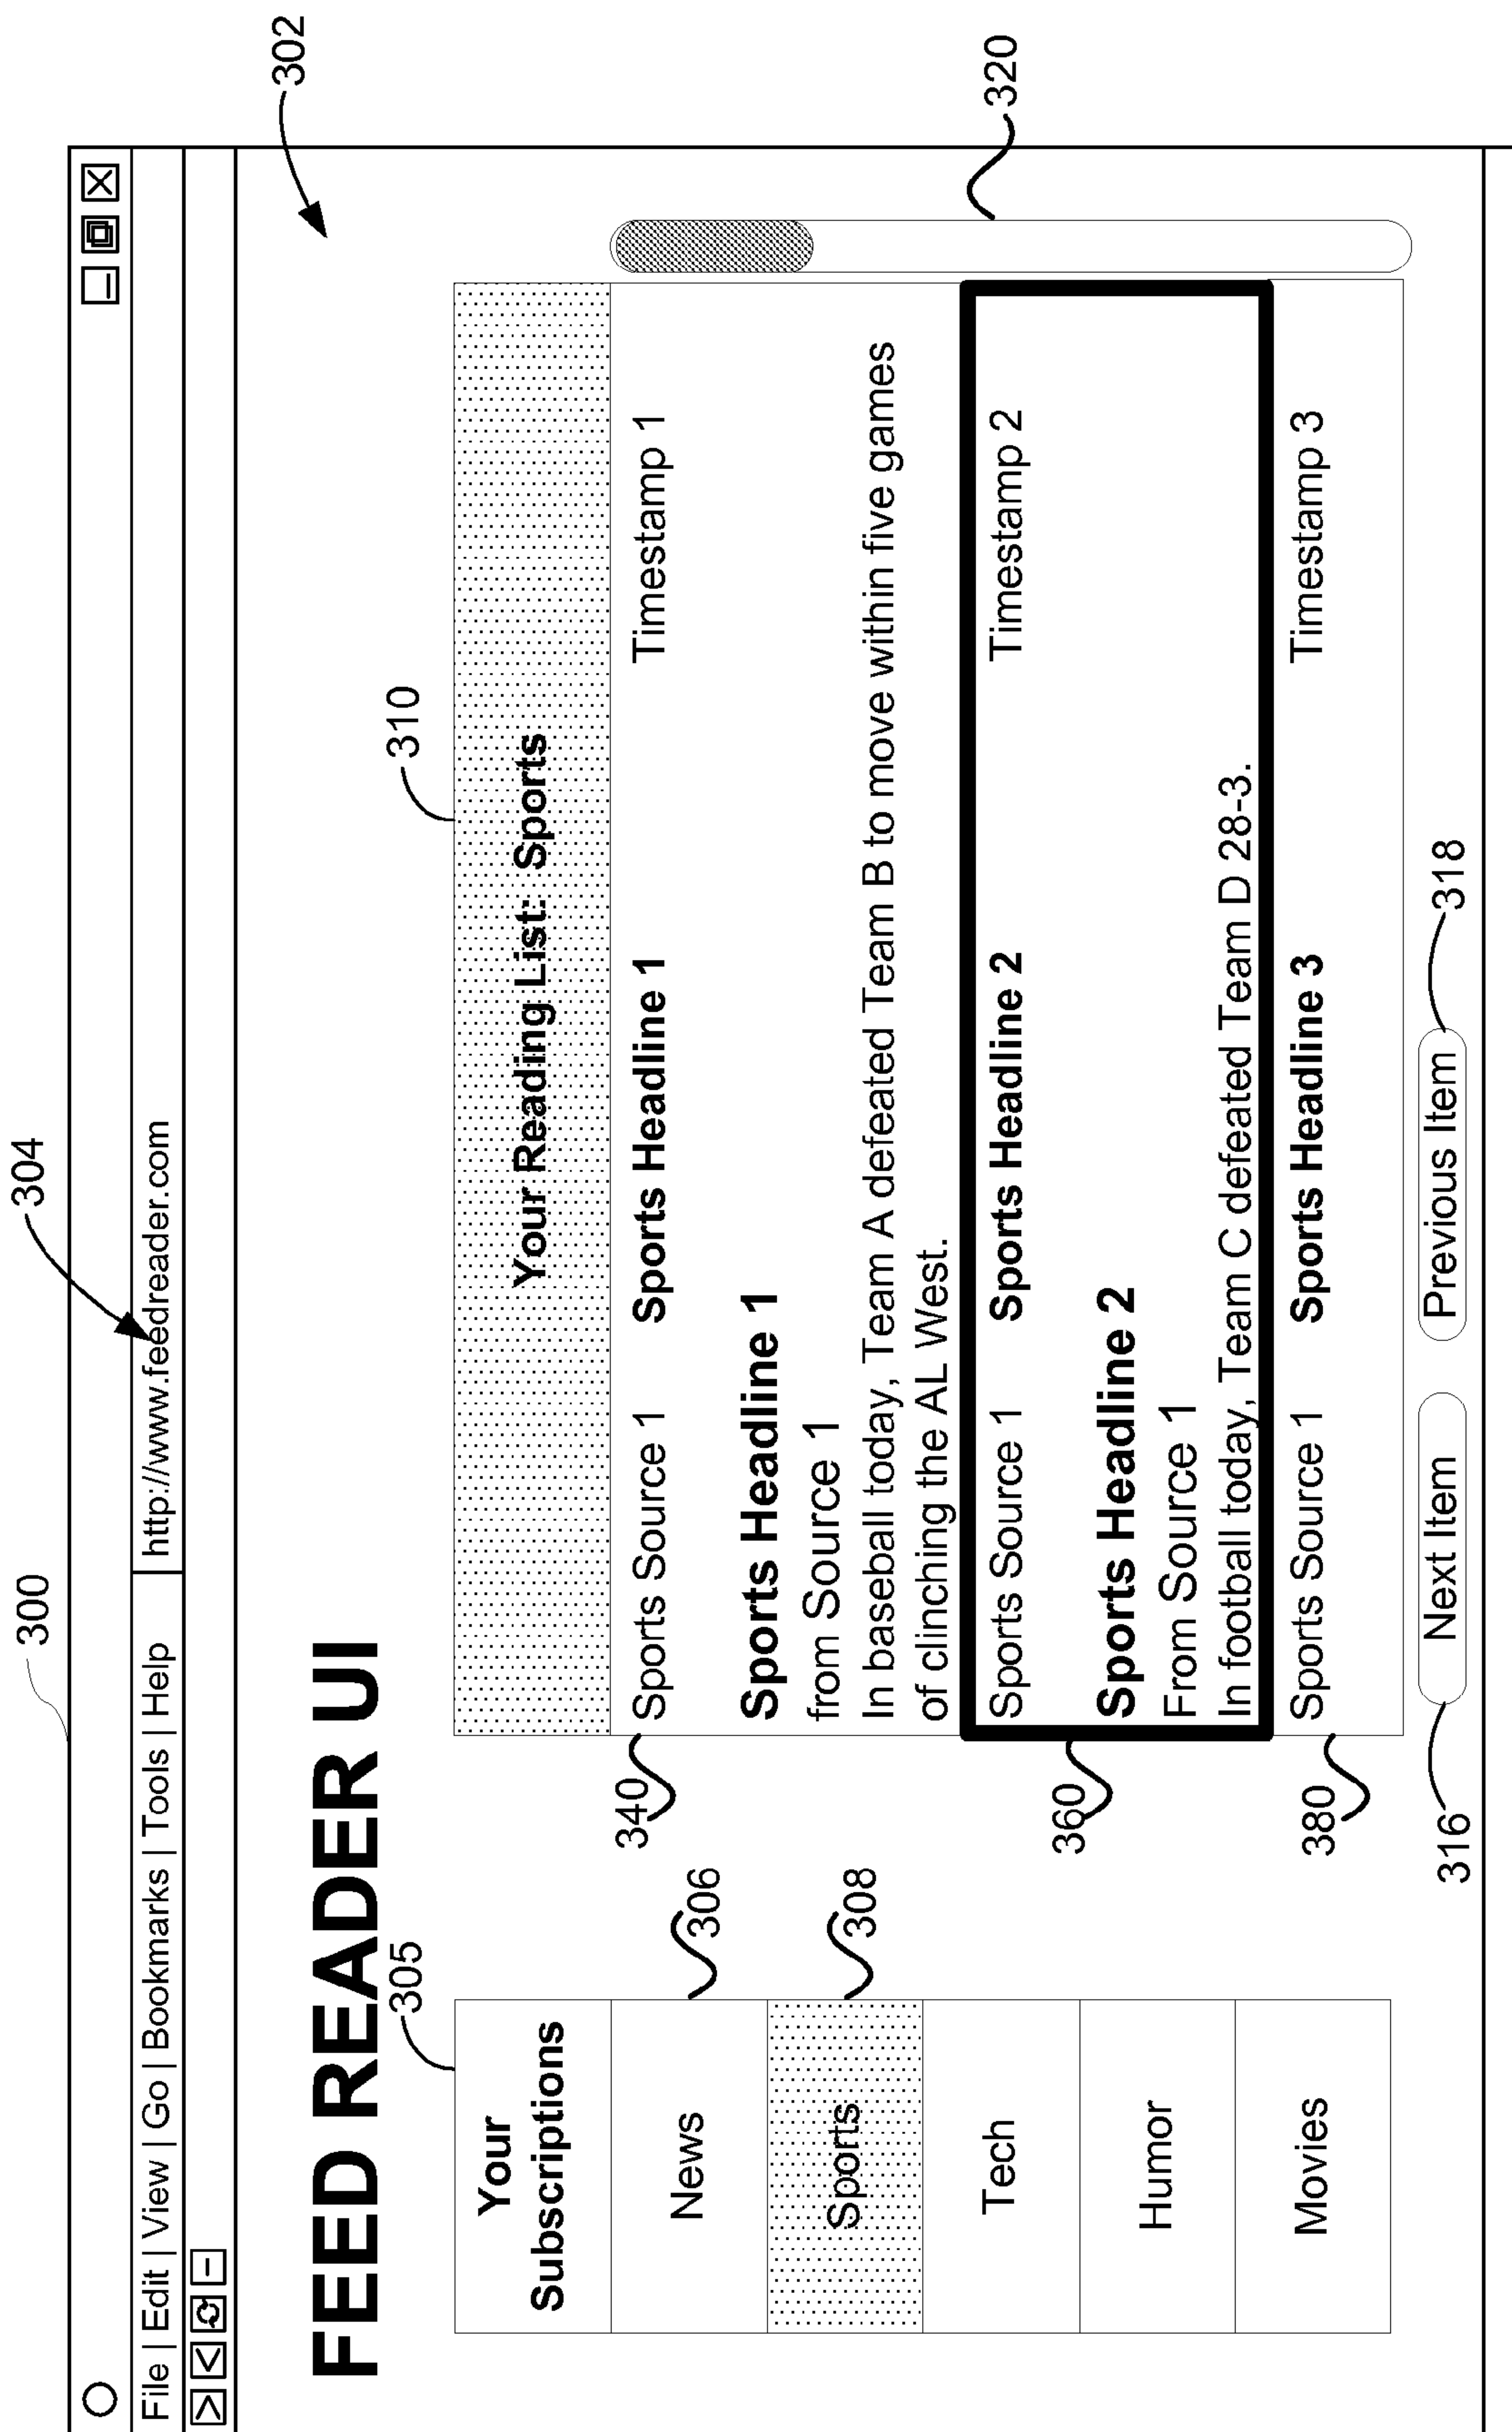 300
304
302
File | Edit | View | Go | Bookmarks | Tools | Help
http://www.feedreader.com
FEED READER UI
305
Your
Subscriptions
News
306
Sports
308
Tech
Humor
Movies
310
Your Reading List: Sports
320
340
Sports Source 1 Sports Headline 1 Timestamp 1
Sports Headline 1
from Source 1
In baseball today, Team A defeated Team B to move within five games
of clinching the AL West.
360
Sports Source 1 Sports Headline 2 Timestamp 2
Sports Headline 2
From Source 1
In football today, Team C defeated Team D 28-3.
380
Sports Source 1 Sports Headline 3 Timestamp 3
316
Next Item
Previous Item
318